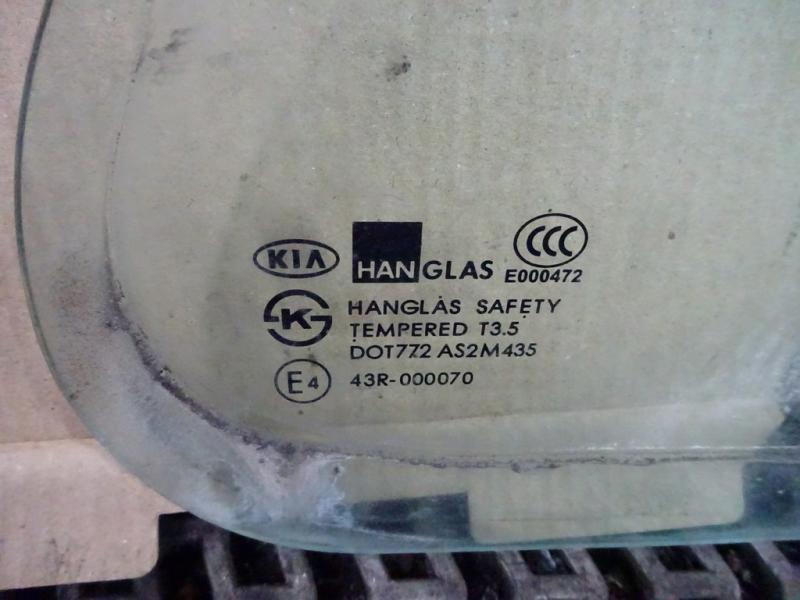 KIA HANGLAS CCC
E000472
K HANGLAS SAFETY
TEMPERED T3.5
DOT772 AS2M435
E4 43R-000070